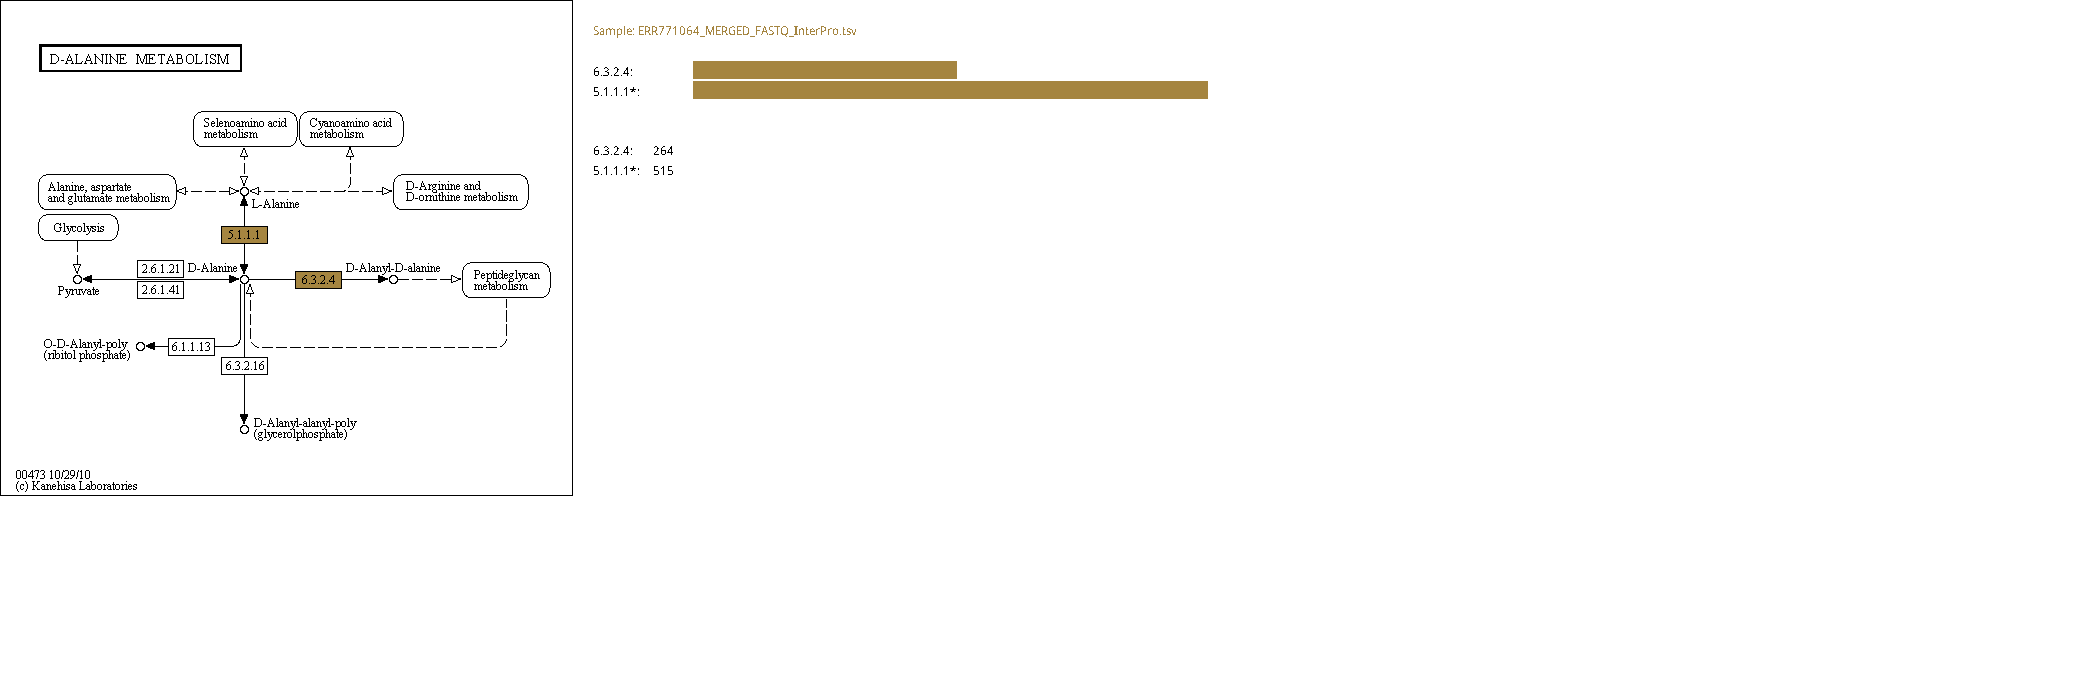 D-ALANINE METABOLISM
Selenoamino acid
metabolism
Cyanoamino acid
metabolism
Alanine, aspartate
and glutamate metabolism
D-Arginine and
D-ornithine metabolism
L-Alanine
Glycolysis
5.1.1.1
2.6.1.21
D-Alanine
D-Alanyl-D-alanine
6.3.2.4
Peptideglycan
metabolism
Pyruvate
2.6.1.41
O-D-Alanyl-poly
(ribitol phosphate)
6.1.1.13
6.3.2.16
D-Alanyl-alanyl-poly
(glycerolphosphate)
00473 10/29/10
(c) Kanehisa Laboratories
Sample: ERR771064_MERGED_FASTQ_InterPro.tsv
6.3.2.4:
5.1.1.1*:
6.3.2.4: 264
5.1.1.1*: 515